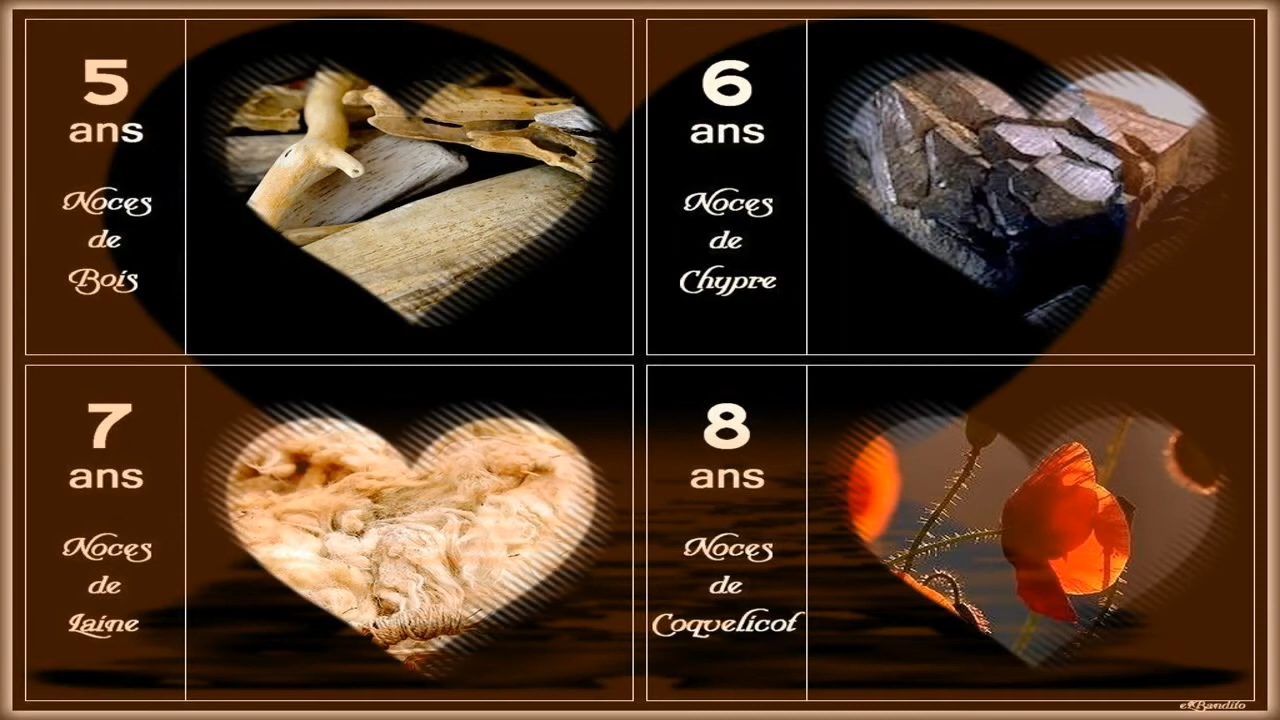 5
ans
Noces
de
Bois
6
ans
Noces
de
Chypre
7
ans
Noces
de
Laine
8
ans
Noces
de
Coquelicot
elBandito